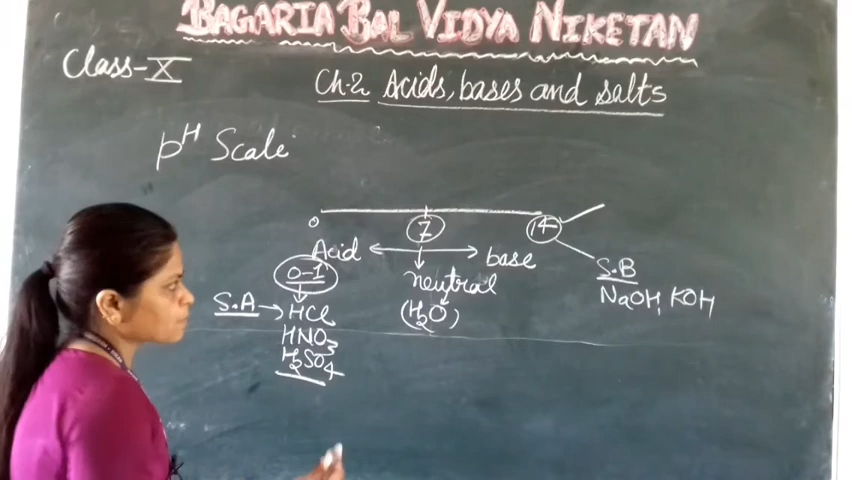 BAGARIA BAL VIDYA NIKETAN
Class-X
Ch-2 Acids, bases and salts
pH Scale
0 7 14
Acid neutral base
0-1
S.A → HCl
HNO3
H2SO4
(H2O)
S.B
NaOH, KOH